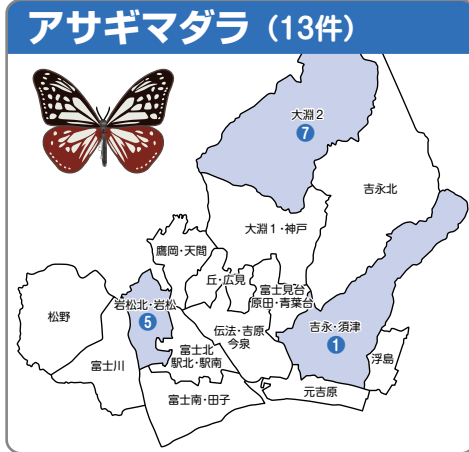 アサギマダラ（13件）
大淵２
7
吉永北
大淵１・神戸
鷹岡・天間
丘・広見
富士見台
原田・青葉台
岩松北・岩松
5
松野
伝法・吉原
今泉
吉永・須津
1
富士北
駅北・駅南
浮島
富士川
元吉原
富士南・田子